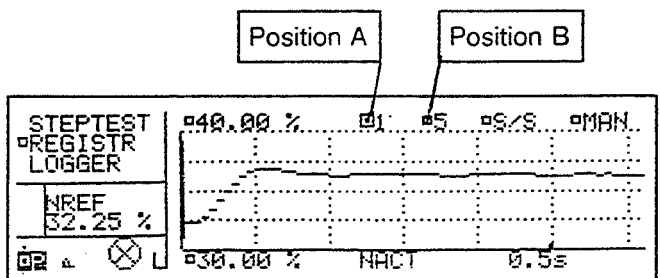 Position A Position B
STEPTEST
REGISTR
LOGGER
40.00 % 1 5 S/S MAN
NREF
32.25 %
30.00 % NACT 0.5s